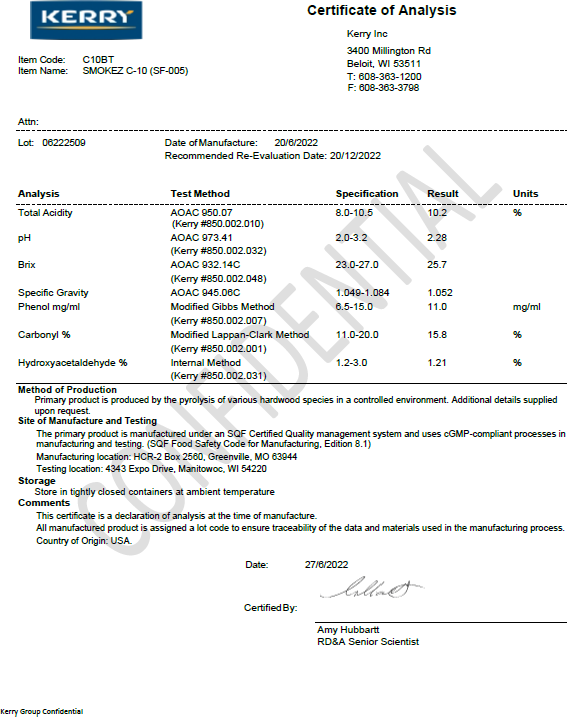 KERRY
Certificate of Analysis
Kerry Inc
3400 Millington Rd
Beloit, WI 53511
T: 608-363-1200
F: 608-363-3798
Item Code: C10BT
Item Name: SMOKEZ C-10 (SF-005)
Attn:
Lot: 06222509 Date of Manufacture: 20/6/2022
Recommended Re-Evaluation Date: 20/12/2022
Analysis Test Method Specification Result Units
Total Acidity AOAC 950.07 8.0-10.5 10.2 %
(Kerry #850.002.010)
pH AOAC 973.41 2.0-3.2 2.28
(Kerry #850.002.032)
Brix AOAC 932.14C 23.0-27.0 25.7
(Kerry #850.002.048)
Specific Gravity AOAC 945.06C 1.049-1.084 1.052
Phenol mg/ml Modified Gibbs Method 6.5-15.0 11.0 mg/ml
(Kerry #850.002.007)
Carbonyl % Modified Lappan-Clark Method 11.0-20.0 15.8 %
(Kerry #850.002.001)
Hydroxyacetaldehyde % Internal Method 1.2-3.0 1.21 %
(Kerry #850.002.031)
Method of Production
Primary product is produced by the pyrolysis of various hardwood species in a controlled environment. Additional details supplied
upon request.
Site of Manufacture and Testing
The primary product is manufactured under an SQF Certified Quality management system and uses cGMP-compliant processes in
manufacturing and testing. (SQF Food Safety Code for Manufacturing, Edition 8.1)
Manufacturing location: HCR-2 Box 2560, Greenville, MO 63944
Testing location: 4343 Expo Drive, Manitowoc, WI 54220
Storage
Store in tightly closed containers at ambient temperature
Comments
This certificate is a declaration of analysis at the time of manufacture.
All manufactured product is assigned a lot code to ensure traceability of the data and materials used in the manufacturing process.
Country of Origin: USA.
CONFIDENTIAL
Date: 27/6/2022
Certified By:
Amy Hubbartt
RD&A Senior Scientist
Kerry Group Confidential